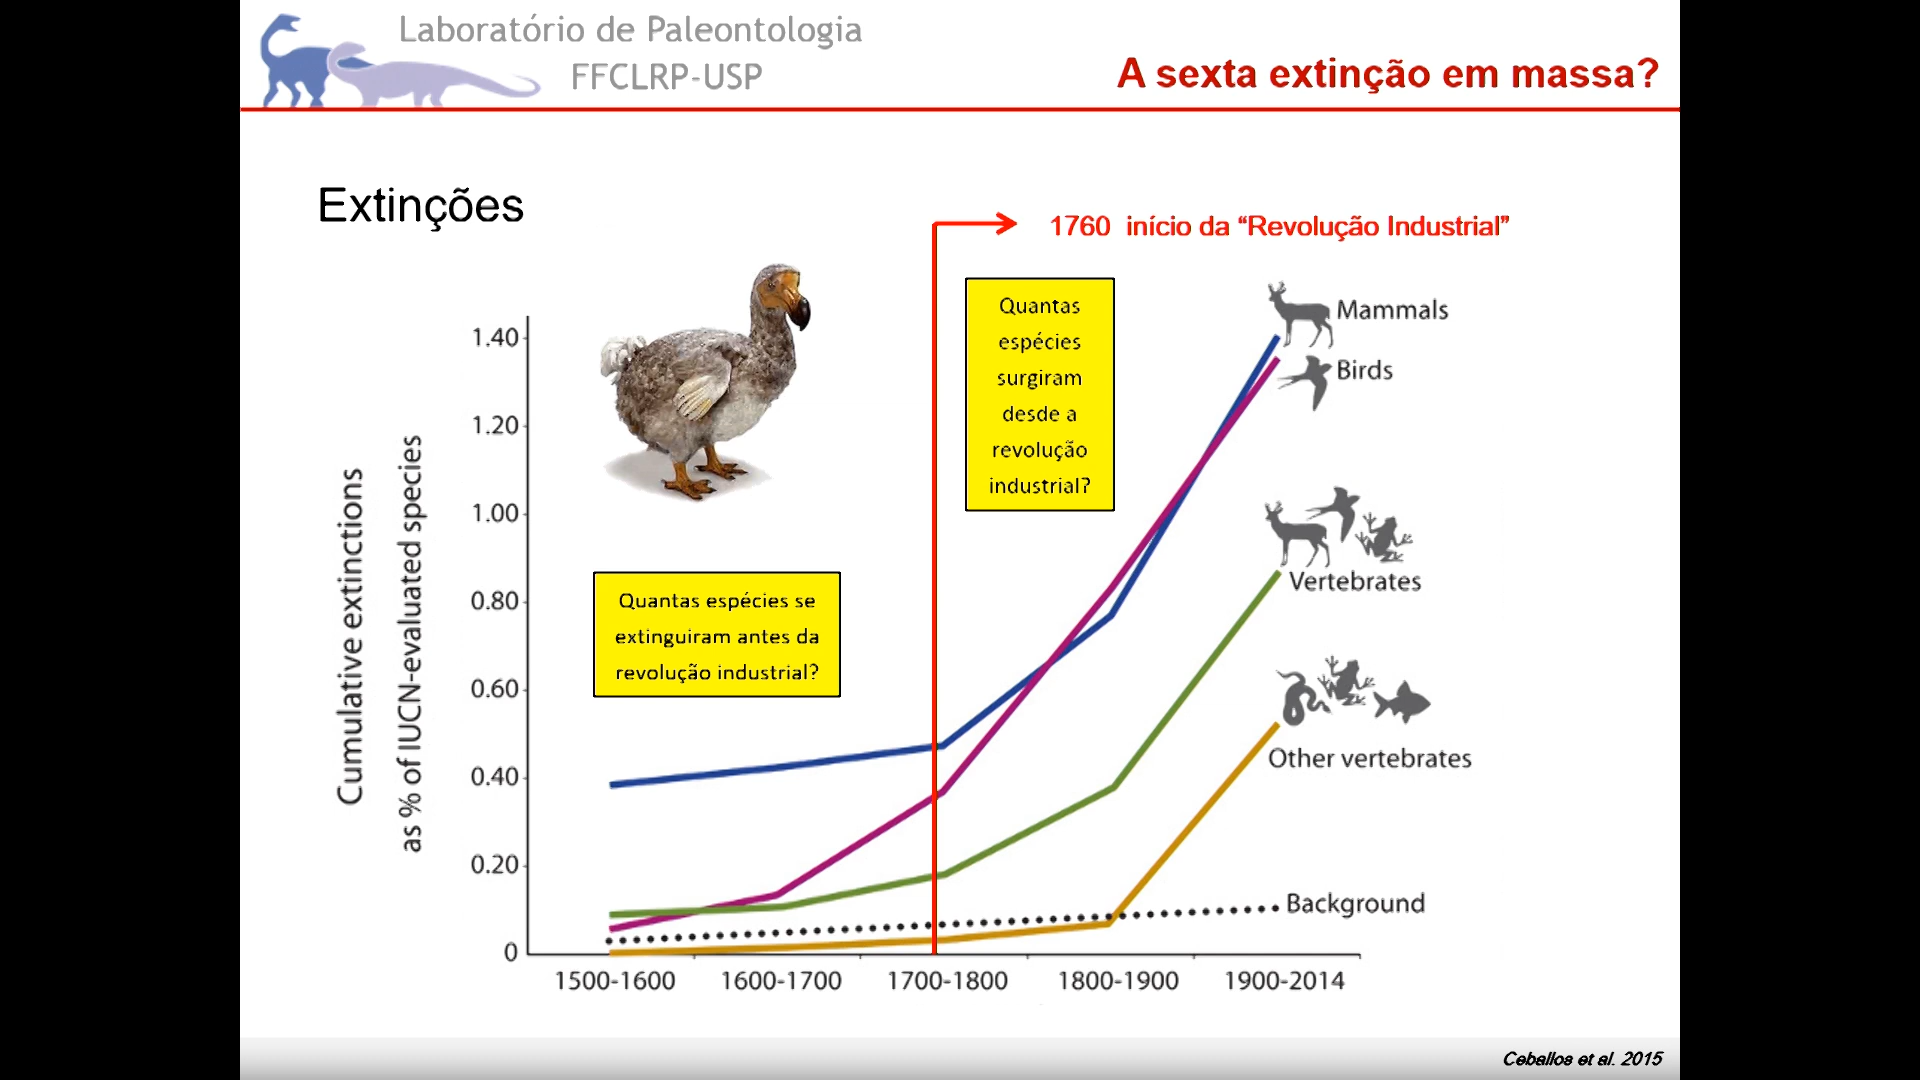 Laboratório de Paleontologia
FFCLRP-USP
A sexta extinção em massa?
Extinções
1760 início da “Revolução Industrial”
Quantas
espécies
surgiram
desde a
revolução
industrial?
Quantas espécies se
extinguiram antes da
revolução industrial?
Cumulative extinctions
as % of IUCN-evaluated species
1.40
1.20
1.00
0.80
0.60
0.40
0.20
0
1500-1600
1600-1700
1700-1800
1800-1900
1900-2014
Mammals
Birds
Vertebrates
Other vertebrates
Background
Ceballos et al. 2015